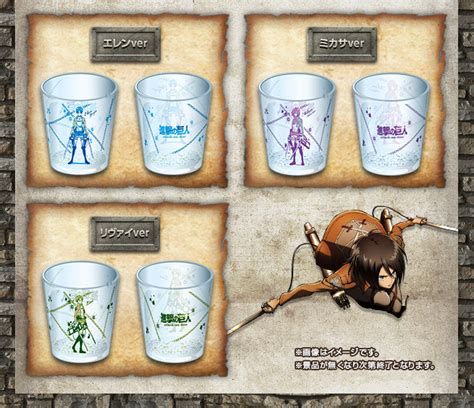 エレンver
ミカサver
進撃の巨人
進撃の巨人
リヴァイver
進撃の巨人
※画像はイメージです。
※景品が無くなり次第終了となります。